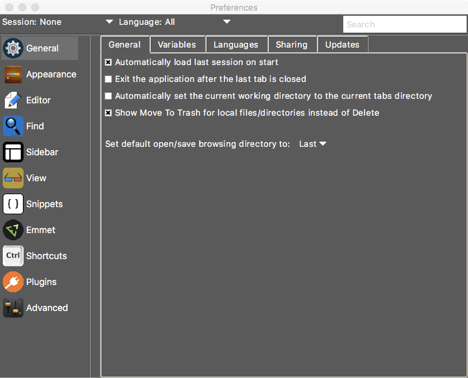 Preferences
Session: None
Language: All
Search
General
Appearance
Editor
Find
Sidebar
View
{ } Snippets
Emmet
Ctrl Shortcuts
Plugins
Advanced
General Variables Languages Sharing Updates
Automatically load last session on start
Exit the application after the last tab is closed
Automatically set the current working directory to the current tabs directory
Show Move To Trash for local files/directories instead of Delete
Set default open/save browsing directory to: Last